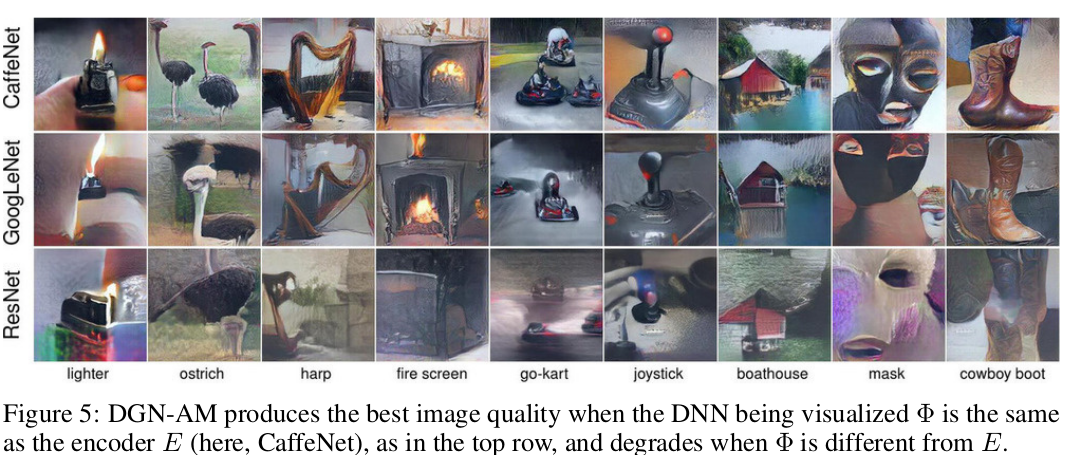 CaffeNet
GoogLeNet
ResNet
lighter ostrich harp fire screen go-kart joystick boathouse mask cowboy boot
Figure 5: DGN-AM produces the best image quality when the DNN being visualized Φ is the same
as the encoder E (here, CaffeNet), as in the top row, and degrades when Φ is different from E.